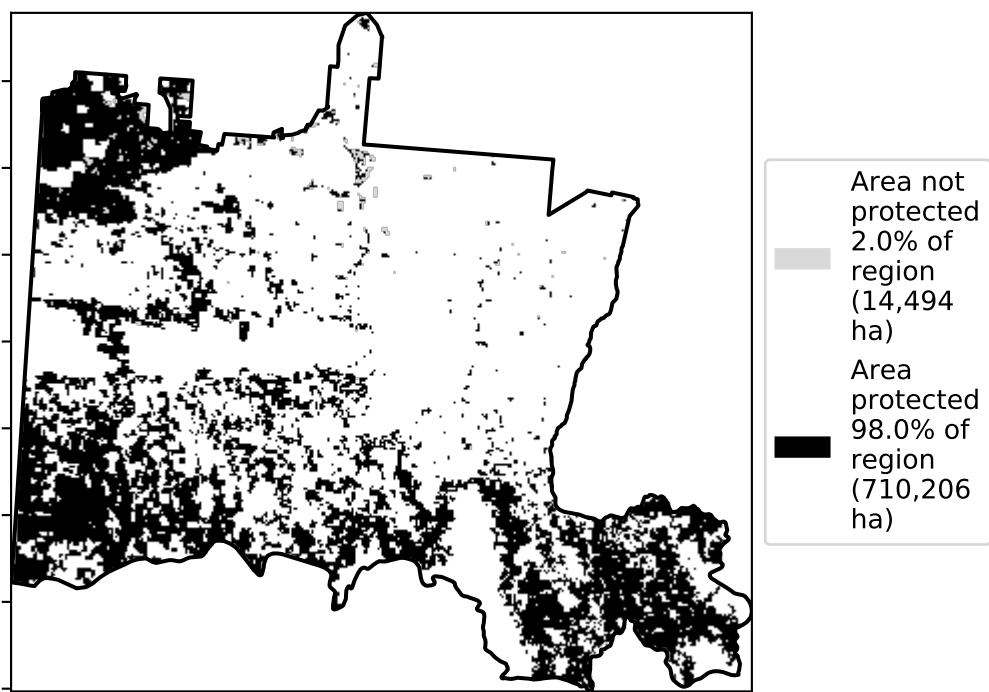 Area not
protected
2.0% of
region
(14,494
ha)
Area
protected
98.0% of
region
(710,206
ha)